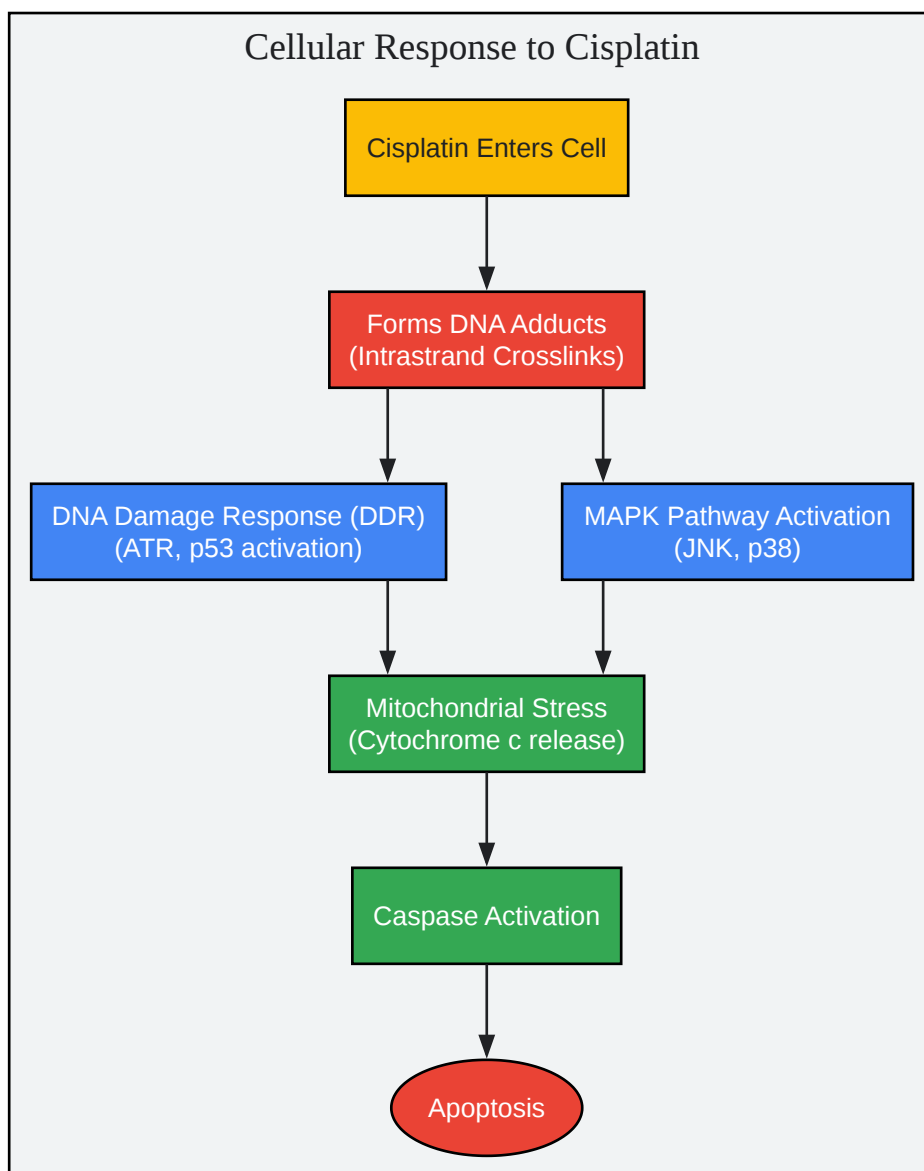 Cellular Response to Cisplatin
Cisplatin Enters Cell
Forms DNA Adducts
(Intrastrand Crosslinks)
DNA Damage Response (DDR)
(ATR, p53 activation)
MAPK Pathway Activation
(JNK, p38)
Mitochondrial Stress
(Cytochrome c release)
Caspase Activation
Apoptosis